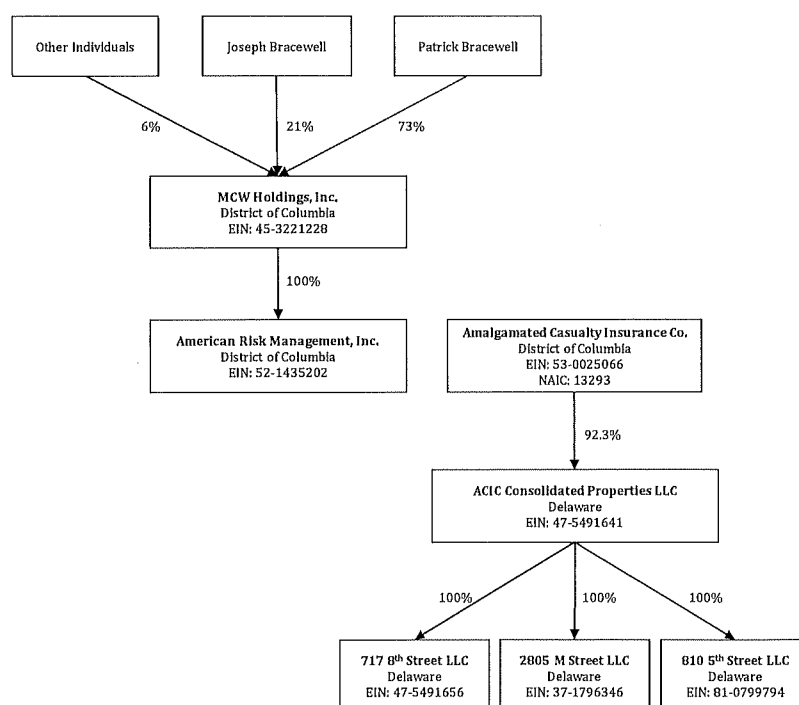 Other Individuals
Joseph Bracewell
Patrick Bracewell
6%
21%
73%
MCW Holdings, Inc.
District of Columbia
EIN: 45-3221228
100%
American Risk Management, Inc.
District of Columbia
EIN: 52-1435202
Amalgamated Casualty Insurance Co.
District of Columbia
EIN: 53-0025066
NAIC: 13293
92.3%
ACIC Consolidated Properties LLC
Delaware
EIN: 47-5491641
100%
100%
100%
717 8th Street LLC
Delaware
EIN: 47-5491656
2805 M Street LLC
Delaware
EIN: 37-1796346
810 5th Street LLC
Delaware
EIN: 81-0799794